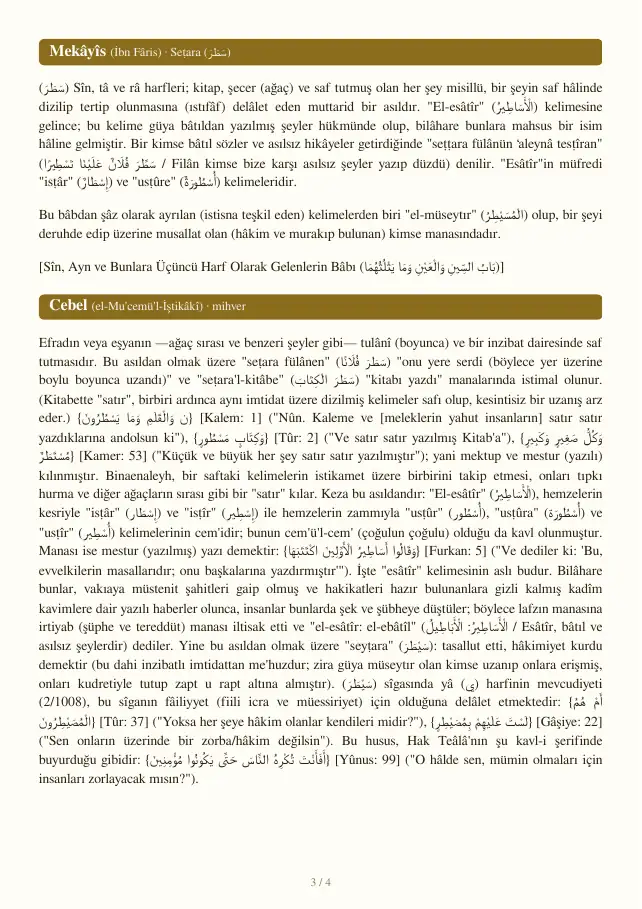 Mekâyîs (İbn Fâris) · Seṭara (سَطَرَ)
(سَطَرَ) Sîn, tâ ve râ harfleri; kitap, şecer (ağaç) ve saf tutmuş olan her şey misillü, bir şeyin saf hâlinde
dizilip tertip olunmasına (ıstıfâf) delâlet eden muttarid bir asıldır. "El-esâtîr" (الْأَسَاطِيرُ) kelimesine
gelince; bu kelime güya bâtıldan yazılmış şeyler hükmünde olup, bilâhare bunlara mahsus bir isim
hâline gelmiştir. Bir kimse bâtıl sözler ve asılsız hikâyeler getirdiğinde "seṭṭara fülânün 'aleynâ tesṭîran"
(سَطَّرَ فُلَانٌ عَلَيْنَا تَسْطِيرًا / Filân kimse bize karşı asılsız şeyler yazıp düzdü) denilir. "Esâtîr"in müfredi
"isṭâr" (إِسْطَارٌ) ve "usṭûre" (أُسْطُورَةٌ) kelimeleridir.
Bu bâbdan şâz olarak ayrılan (istisna teşkil eden) kelimelerden biri "el-müseytır" (الْمُسَيْطِرُ) olup, bir şeyi
deruhde edip üzerine musallat olan (hâkim ve murakıp bulunan) kimse manasındadır.
[Sîn, Ayn ve Bunlara Üçüncü Harf Olarak Gelenlerin Bâbı (بَابُ السِّينِ وَالْعَيْنِ وَمَا يَثْلُثُهُمَا)]
Cebel (el-Mu'cemü'l-İştikâkî) · mihver
Efradın veya eşyanın —ağaç sırası ve benzeri şeyler gibi— tulânî (boyunca) ve bir inzibat dairesinde saf
tutmasıdır. Bu asıldan olmak üzere "seṭara fülânen" (سَطَرَ فُلَانًا) "onu yere serdi (böylece yer üzerine
boylu boyunca uzandı)" ve "seṭara'l-kitâbe" (سَطَرَ الْكِتَابَ) "kitabı yazdı" manalarında istimal olunur.
(Kitabette "satır", birbiri ardınca aynı imtidat üzere dizilmiş kelimeler safı olup, kesintisiz bir uzanış arz
eder.) {ن وَالْقَلَمِ وَمَا يَسْطُرُونَ} [Kalem: 1] ("Nûn. Kaleme ve [meleklerin yahut insanların] satır satır
yazdıklarına andolsun ki"), {وَكِتَابٍ مَسْطُورٍ} [Tûr: 2] ("Ve satır satır yazılmış Kitab'a"), {وَكُلُّ صَغِيرٍ وَكَبِيرٍ
مُسْتَطَرٌ} [Kamer: 53] ("Küçük ve büyük her şey satır satır yazılmıştır"); yani mektup ve mestur (yazılı)
kılınmıştır. Binaenaleyh, bir saftaki kelimelerin istikamet üzere birbirini takip etmesi, onları tıpkı
hurma ve diğer ağaçların sırası gibi bir "satır" kılar. Keza bu asıldandır: "El-esâtîr" (الْأَسَاطِيرُ), hemzelerin
kesriyle "isṭâr" (إِسْطَار) ve "isṭîr" (إِسْطِير) ile hemzelerin zammıyla "usṭûr" (أُسْطُور), "usṭûra" (أُسْطُورَة) ve
"usṭîr" (أُسْطِير) kelimelerinin cem'idir; bunun cem'ü'l-cem' (çoğulun çoğulu) olduğu da kavl olunmuştur.
Manası ise mestur (yazılmış) yazı demektir: {وَقَالُوا أَسَاطِيرُ الْأَوَّلِينَ اكْتَتَبَهَا} [Furkan: 5] ("Ve dediler ki: 'Bu,
evvelkilerin masallarıdır; onu başkalarına yazdırmıştır'"). İşte "esâtîr" kelimesinin aslı budur. Bilâhare
bunlar, vakıaya müstenit şahitleri gaip olmuş ve hakikatleri hazır bulunanlara gizli kalmış kadîm
kavimlere dair yazılı haberler olunca, insanlar bunlarda şek ve şübheye düştüler; böylece lafzın manasına
irtiyab (şüphe ve tereddüt) manası iltisak etti ve "el-esâtîr: el-ebâtîl" (الْأَسَاطِيرُ: الْأَبَاطِيلُ / Esâtîr, bâtıl ve
asılsız şeylerdir) dediler. Yine bu asıldan olmak üzere "seyṭara" (سَيْطَرَ): tasallut etti, hâkimiyet kurdu
demektir (bu dahi inzibatlı imtidattan me'huzdur; zira güya müseytır olan kimse uzanıp onlara erişmiş,
onları kudretiyle tutup zapt u rapt altına almıştır). (سَيْطَرَ) sîgasında yâ (ي) harfinin mevcudiyeti
(2/1008), bu sîganın fâiliyyet (fiili icra ve müessiriyet) için olduğuna delâlet etmektedir: {أَمْ هُمُ
الْمُصَيْطِرُونَ} [Tûr: 37] ("Yoksa her şeye hâkim olanlar kendileri midir?"), {لَسْتَ عَلَيْهِمْ بِمُصَيْطِرٍ} [Gâşiye: 22]
("Sen onların üzerinde bir zorba/hâkim değilsin"). Bu husus, Hak Teâlâ'nın şu kavl-i şerifinde
buyurduğu gibidir: {أَفَأَنْتَ تُكْرِهُ النَّاسَ حَتَّى يَكُونُوا مُؤْمِنِينَ} [Yûnus: 99] ("O hâlde sen, mümin olmaları için
insanları zorlayacak mısın?").
3 / 4